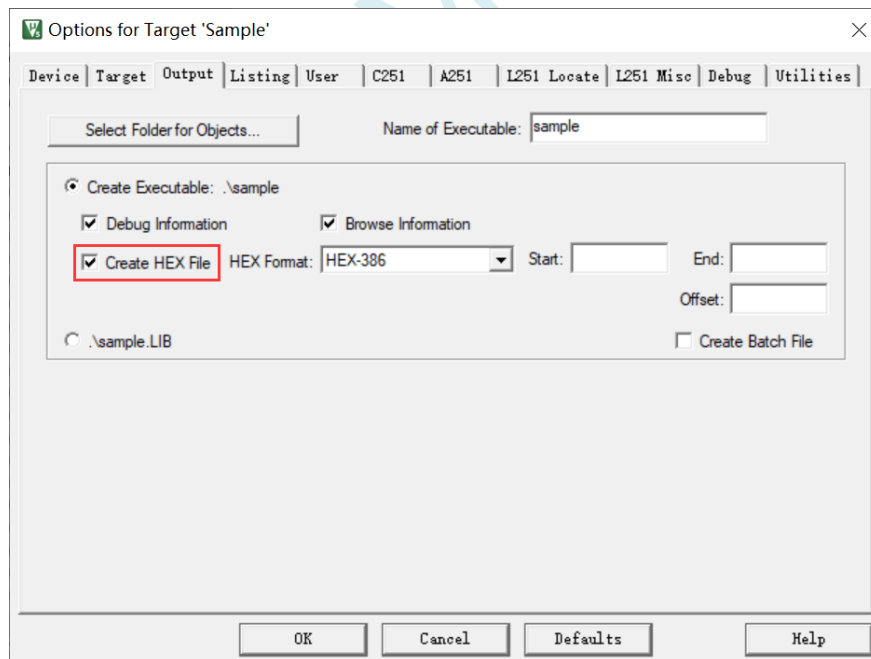 Options for Target 'Sample'
Device Target Output Listing User C251 A251 L251 Locate L251 Misc Debug Utilities
Select Folder for Objects... Name of Executable: sample
Create Executable: .\sample
Debug Information Browse Information
Create HEX File HEX Format: HEX-386 Start: End:
Offset:
.\sample.LIB Create Batch File
OK Cancel Defaults Help